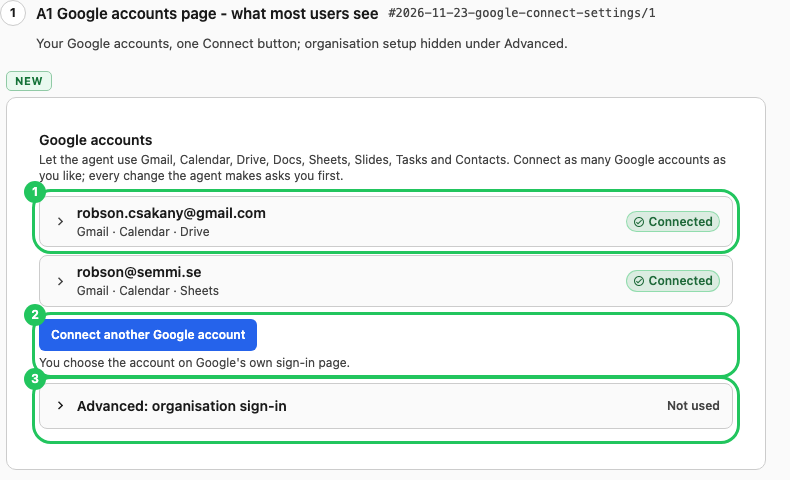 1 A1 Google accounts page - what most users see #2026-11-23-google-connect-settings/1
Your Google accounts, one Connect button; organisation setup hidden under Advanced.
NEW
Google accounts
Let the agent use Gmail, Calendar, Drive, Docs, Sheets, Slides, Tasks and Contacts. Connect as many Google accounts as
you like; every change the agent makes asks you first.
1
robson.csakany@gmail.com
Gmail · Calendar · Drive
Connected
robson@semmi.se
Gmail · Calendar · Sheets
Connected
2
Connect another Google account
You choose the account on Google's own sign-in page.
3
Advanced: organisation sign-in
Not used